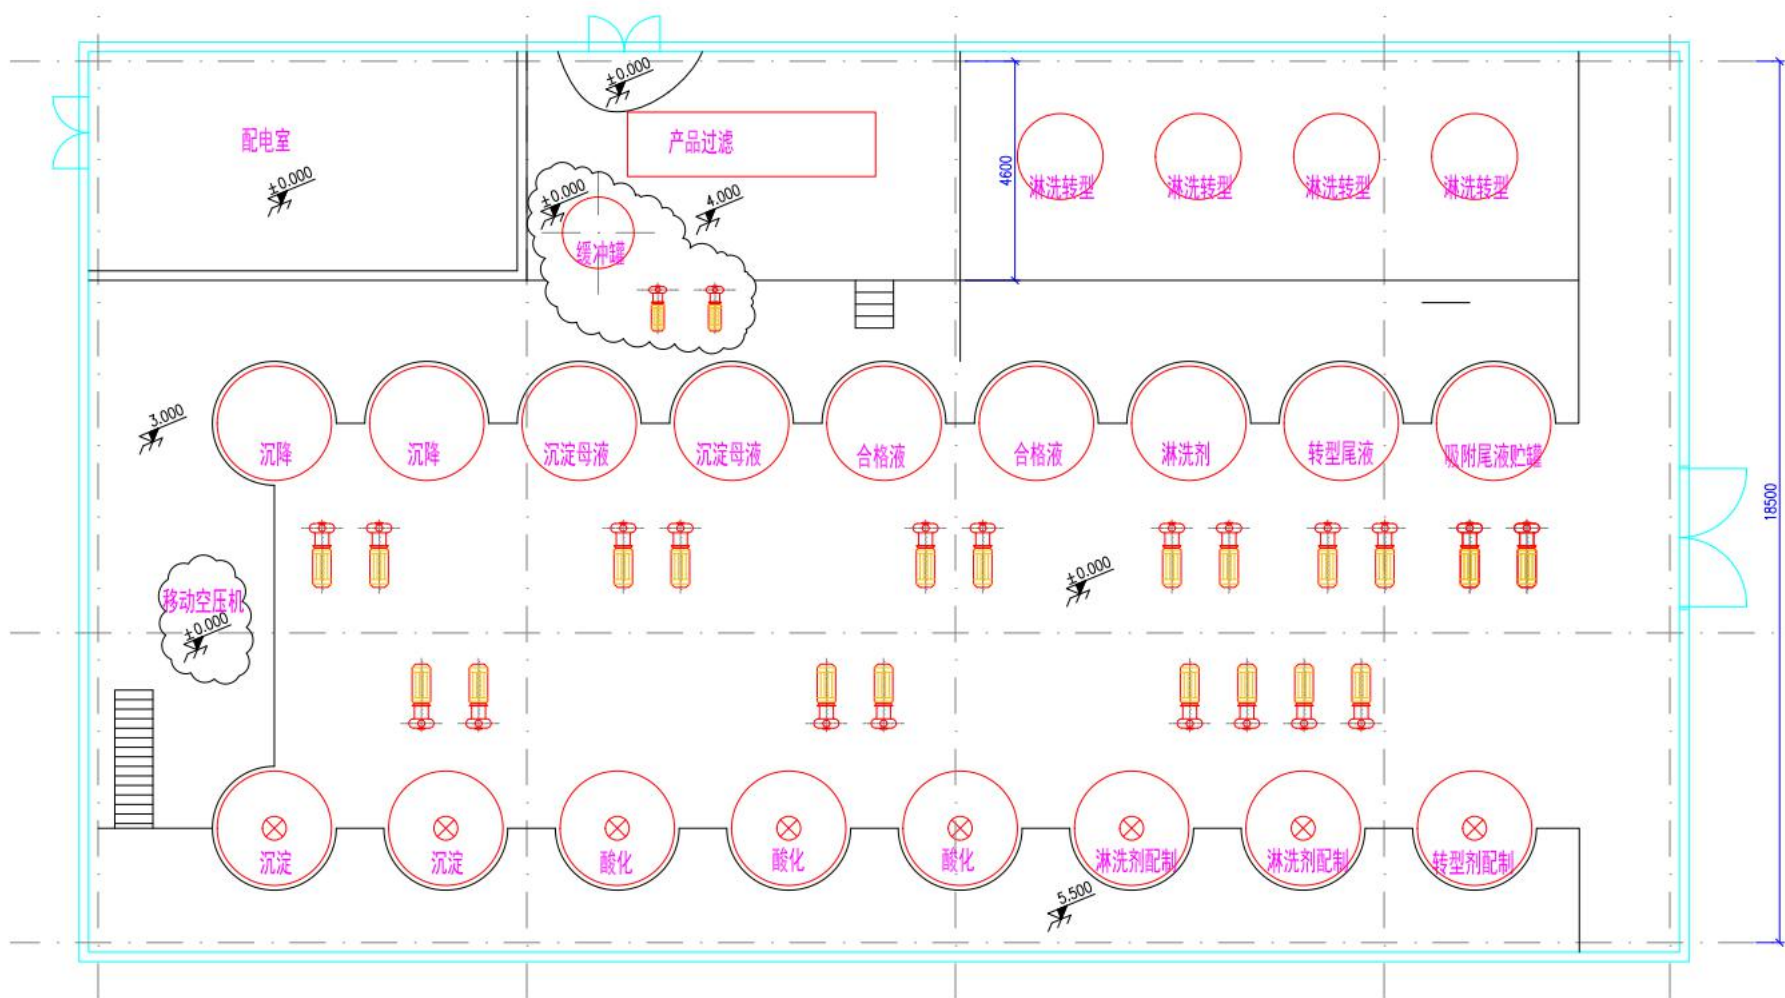 ±0.000
配电室
产品过滤
±0.000
±0.000
4.000
4600
淋洗转型
淋洗转型
淋洗转型
淋洗转型
缓冲罐
3.000
沉降
沉降
沉淀母液
沉淀母液
合格液
合格液
淋洗剂
转型尾液
吸附尾液贮罐
18500
±0.000
移动空压机
±0.000
沉淀
沉淀
酸化
酸化
酸化
淋洗剂配制
淋洗剂配制
转型剂配制
5.500